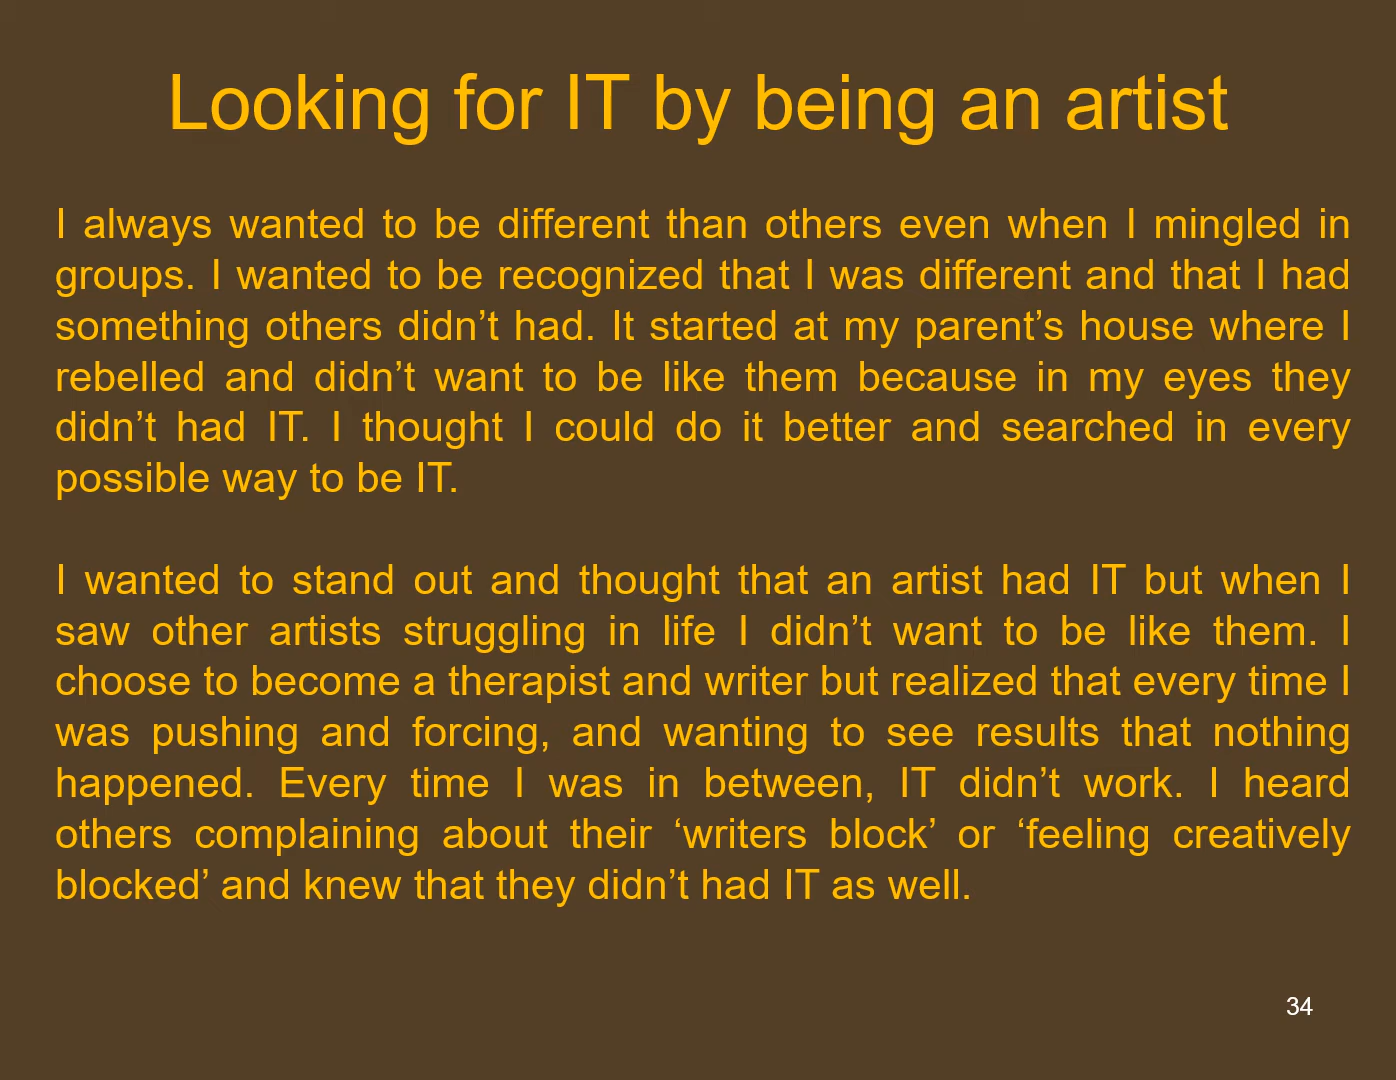 Looking for IT by being an artist
I always wanted to be different than others even when I mingled in
groups. I wanted to be recognized that I was different and that I had
something others didn’t had. It started at my parent’s house where I
rebelled and didn’t want to be like them because in my eyes they
didn’t had IT. I thought I could do it better and searched in every
possible way to be IT.
I wanted to stand out and thought that an artist had IT but when I
saw other artists struggling in life I didn’t want to be like them. I
choose to become a therapist and writer but realized that every time I
was pushing and forcing, and wanting to see results that nothing
happened. Every time I was in between, IT didn’t work. I heard
others complaining about their ‘writers block’ or ‘feeling creatively
blocked’ and knew that they didn’t had IT as well.
34